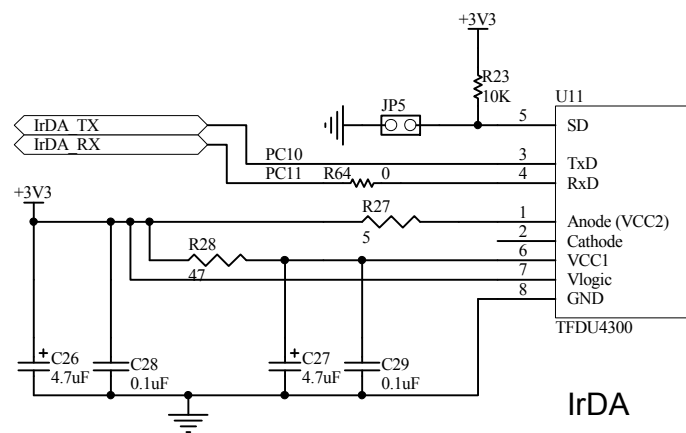 +3V3
R23
10K
U11
JP5
5
SD
IrDA_TX
IrDA_RX
PC10
3
TxD
PC11
R64
0
4
RxD
+3V3
R27
5
1
Anode (VCC2)
2
Cathode
R28
47
6
VCC1
7
Vlogic
8
GND
TFDU4300
+
C26
4.7uF
C28
0.1uF
+
C27
4.7uF
C29
0.1uF
IrDA